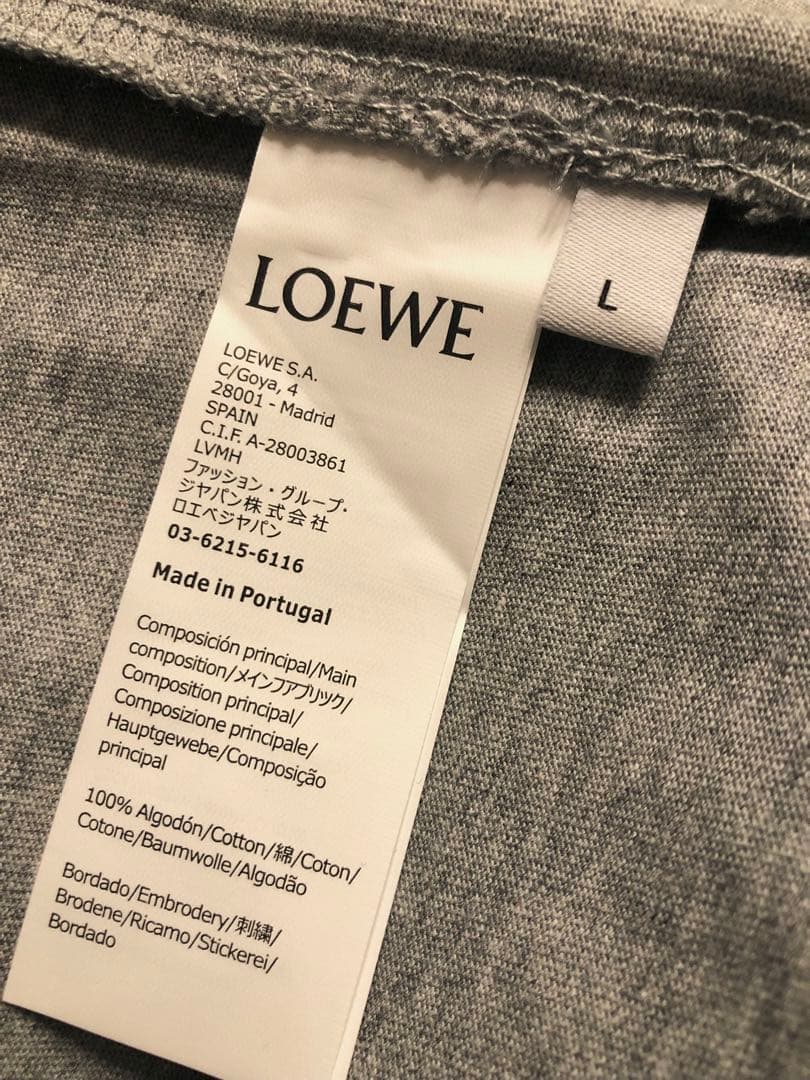 LOEWE
L
LOEWE S.A.
C/Goya, 4
28001 - Madrid
SPAIN
C.I.F. A-28003861
LVMH
ファッション・グループ・
ジャパン株式会社
ロエベジャパン
03-6215-6116
Made in Portugal
Composición principal/Main
composition/メインファブリック/
Composition principal/
Composizione principale/
Hauptgewebe/Composição
principal
100% Algodón/Cotton/綿/Coton/
Cotone/Baumwolle/Algodão
Bordado/Embrodery/刺繍/
Brodene/Ricamo/Stickerei/
Bordado